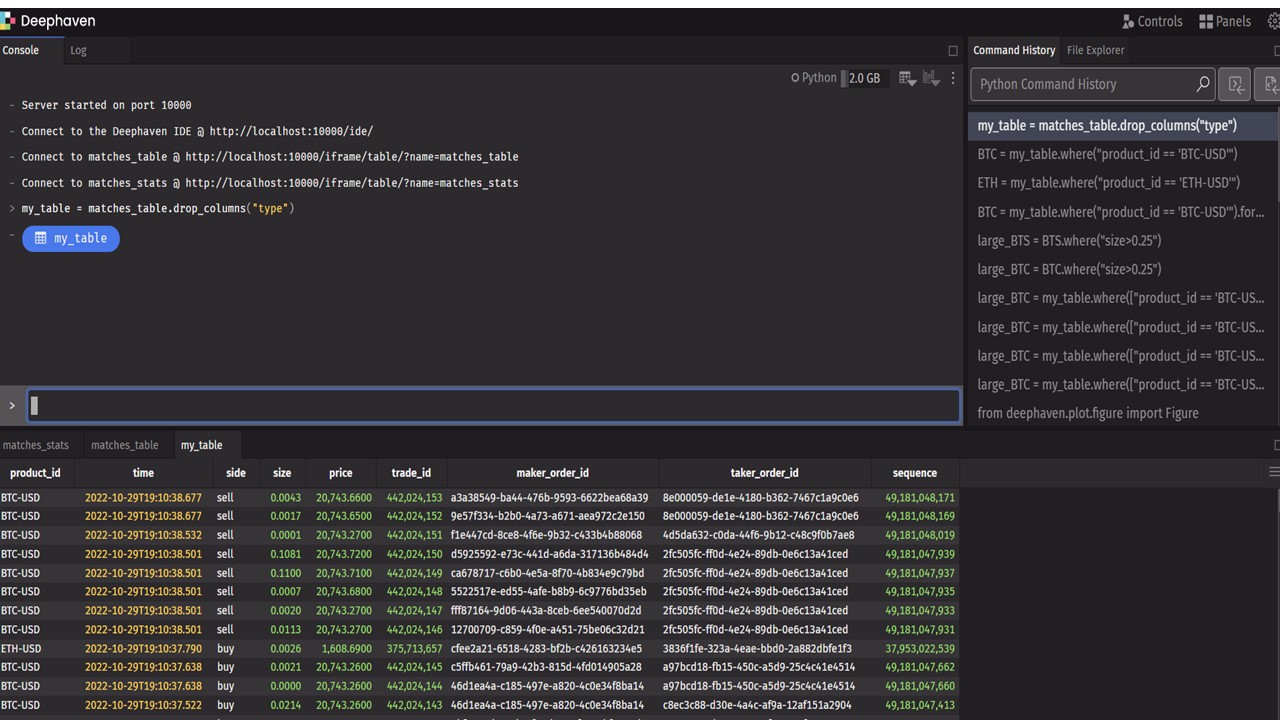 Deephaven
Controls Panels
Console Log
Command History File Explorer
Python 2.0 GB
Python Command History
- Server started on port 10000
- Connect to the Deephaven IDE @ http://localhost:10000/ide/
- Connect to matches_table @ http://localhost:10000/iframe/table/?name=matches_table
- Connect to matches_stats @ http://localhost:10000/iframe/table/?name=matches_stats
> my_table = matches_table.drop_columns("type")
- my_table
>
my_table = matches_table.drop_columns("type")
BTC = my_table.where("product_id == 'BTC-USD'")
ETH = my_table.where("product_id == 'ETH-USD'")
BTC = my_table.where("product_id == 'BTC-USD'").for...
large_BTS = BTS.where("size>0.25")
large_BTC = BTC.where("size>0.25")
large_BTC = my_table.where(["product_id == 'BTC-US...
large_BTC = my_table.where(["product_id == 'BTC-US...
large_BTC = my_table.where(["product_id == 'BTC-US...
large_BTC = my_table.where(["product_id == 'BTC-US...
from deephaven.plot.figure import Figure
matches_stats matches_table my_table
product_id time side size price trade_id maker_order_id taker_order_id sequence
BTC-USD 2022-10-29T19:10:38.677 sell 0.0043 20,743.6600 442,024,153 a3a38549-ba44-476b-9593-6622bea68a39 8e000059-de1e-4180-b362-7467c1a9c0e6 49,181,048,171
BTC-USD 2022-10-29T19:10:38.677 sell 0.0017 20,743.6500 442,024,152 9e57f334-b2b0-4a73-a671-aea972c2e150 8e000059-de1e-4180-b362-7467c1a9c0e6 49,181,048,169
BTC-USD 2022-10-29T19:10:38.532 sell 0.0001 20,743.2700 442,024,151 f1e447cd-8ce8-4f6e-9b32-c433b4b88068 4d5da632-c0da-44f6-9b12-c48c9f0b7ae8 49,181,048,019
BTC-USD 2022-10-29T19:10:38.501 sell 0.1081 20,743.7200 442,024,150 d5925592-e73c-441d-a6da-317136b484d4 2fc505fc-ff0d-4e24-89db-0e6c13a41ced 49,181,047,939
BTC-USD 2022-10-29T19:10:38.501 sell 0.1100 20,743.7100 442,024,149 ca678717-c6b0-4e5a-8f70-4b834e9c79bd 2fc505fc-ff0d-4e24-89db-0e6c13a41ced 49,181,047,937
BTC-USD 2022-10-29T19:10:38.501 sell 0.0007 20,743.6800 442,024,148 5522517e-ed55-4afe-b8b9-6c9776bd35eb 2fc505fc-ff0d-4e24-89db-0e6c13a41ced 49,181,047,935
BTC-USD 2022-10-29T19:10:38.501 sell 0.0020 20,743.2700 442,024,147 fff87164-9d06-443a-8ceb-6ee540070d2d 2fc505fc-ff0d-4e24-89db-0e6c13a41ced 49,181,047,933
BTC-USD 2022-10-29T19:10:38.501 sell 0.0113 20,743.2700 442,024,146 12700709-c859-4f0e-a451-75be06c32d21 2fc505fc-ff0d-4e24-89db-0e6c13a41ced 49,181,047,931
ETH-USD 2022-10-29T19:10:37.790 buy 0.0026 1,608.6900 375,713,657 cfee2a21-6518-4283-bf2b-c426163234e5 3836f1fe-323a-4eae-bbd0-2a882dbfe1f3 37,953,022,539
BTC-USD 2022-10-29T19:10:37.638 buy 0.0021 20,743.2600 442,024,145 c5ffb461-79a9-42b3-815d-4fd014905a28 a97bcd18-fb15-450c-a5d9-25c4c41e4514 49,181,047,662
BTC-USD 2022-10-29T19:10:37.638 buy 0.0000 20,743.2600 442,024,144 46d1ea4a-c185-497e-a820-4c0e34f8ba14 a97bcd18-fb15-450c-a5d9-25c4c41e4514 49,181,047,660
BTC-USD 2022-10-29T19:10:37.522 buy 0.0214 20,743.2600 442,024,143 46d1ea4a-c185-497e-a820-4c0e34f8ba14 c8ec3c88-d30e-4a4c-af9a-12af151a2904 49,181,047,413